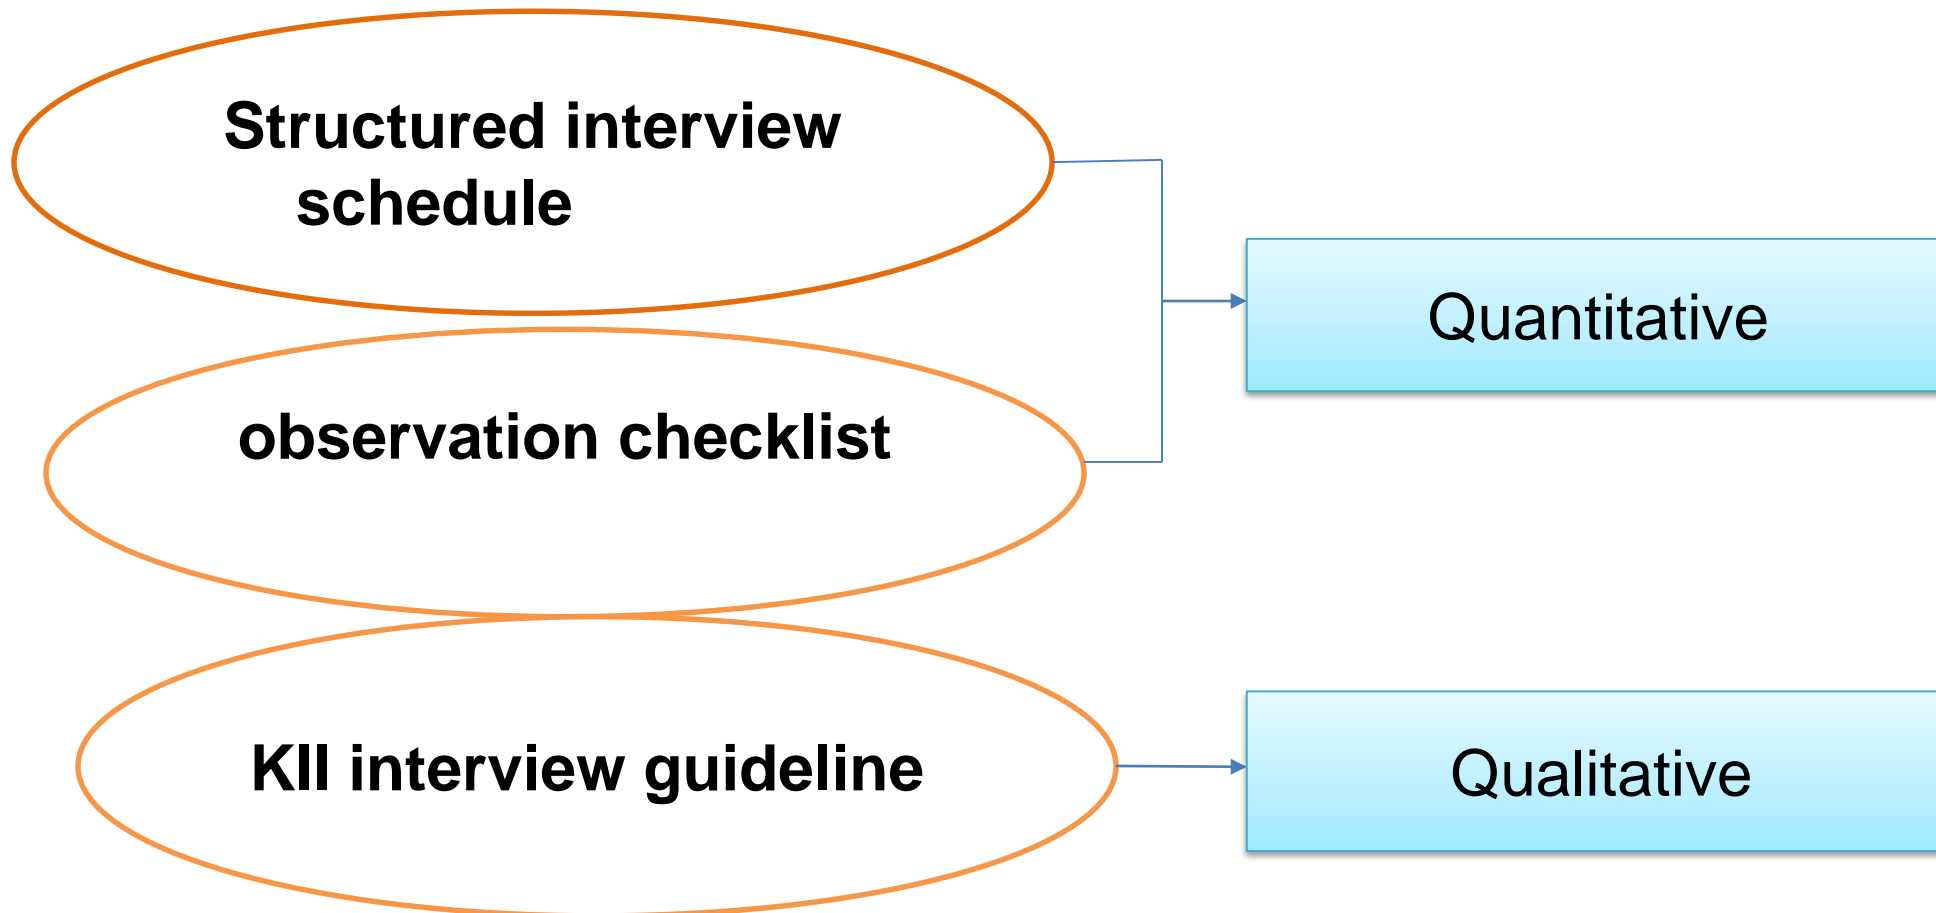 Structured interview
schedule
Quantitative
observation checklist
KII interview guideline
Qualitative